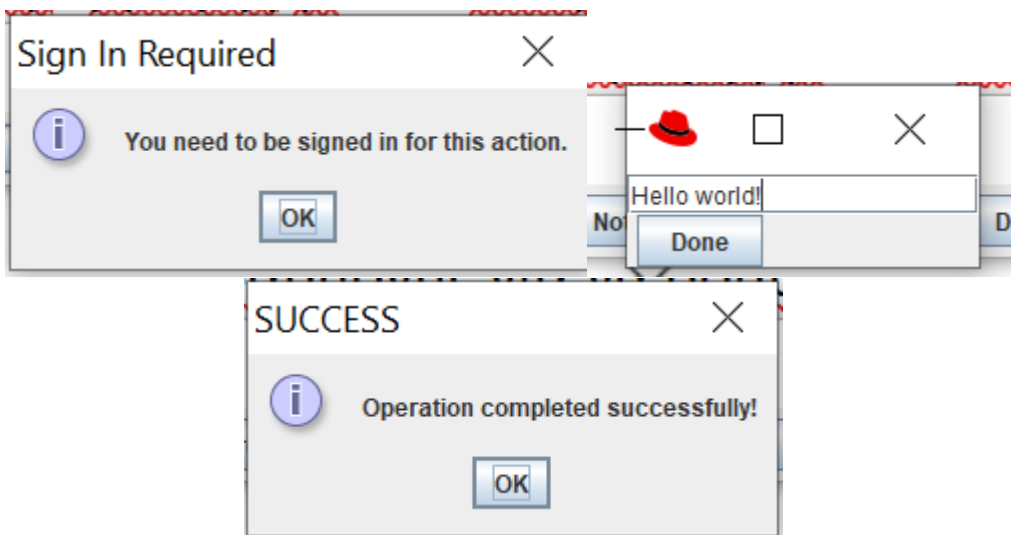 Sign In Required
You need to be signed in for this action.
OK
Hello world!
Done
SUCCESS
Operation completed successfully!
OK